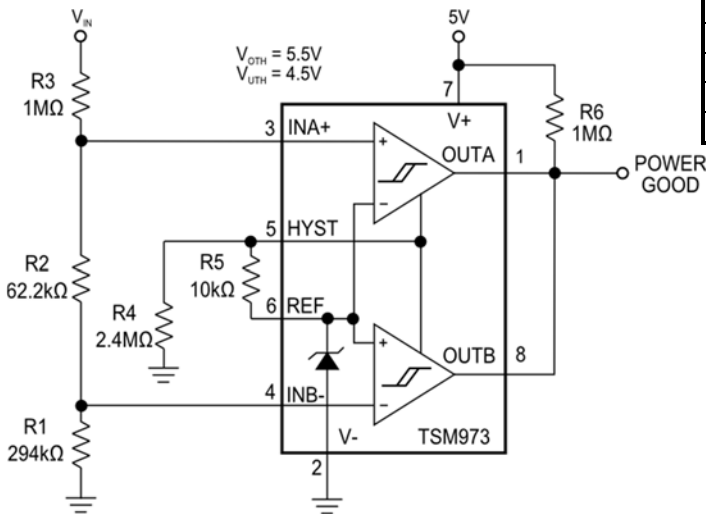 VIN
5V
VOTH = 5.5V
VUTH = 4.5V
R3
1MΩ
7
V+
R6
1MΩ
3
INA+
+
OUTA
1
POWER
GOOD
−
5
HYST
R5
10kΩ
R2
62.2kΩ
R4
2.4MΩ
6
REF
+
OUTB
8
4
INB-
−
R1
294kΩ
V-
TSM973
2